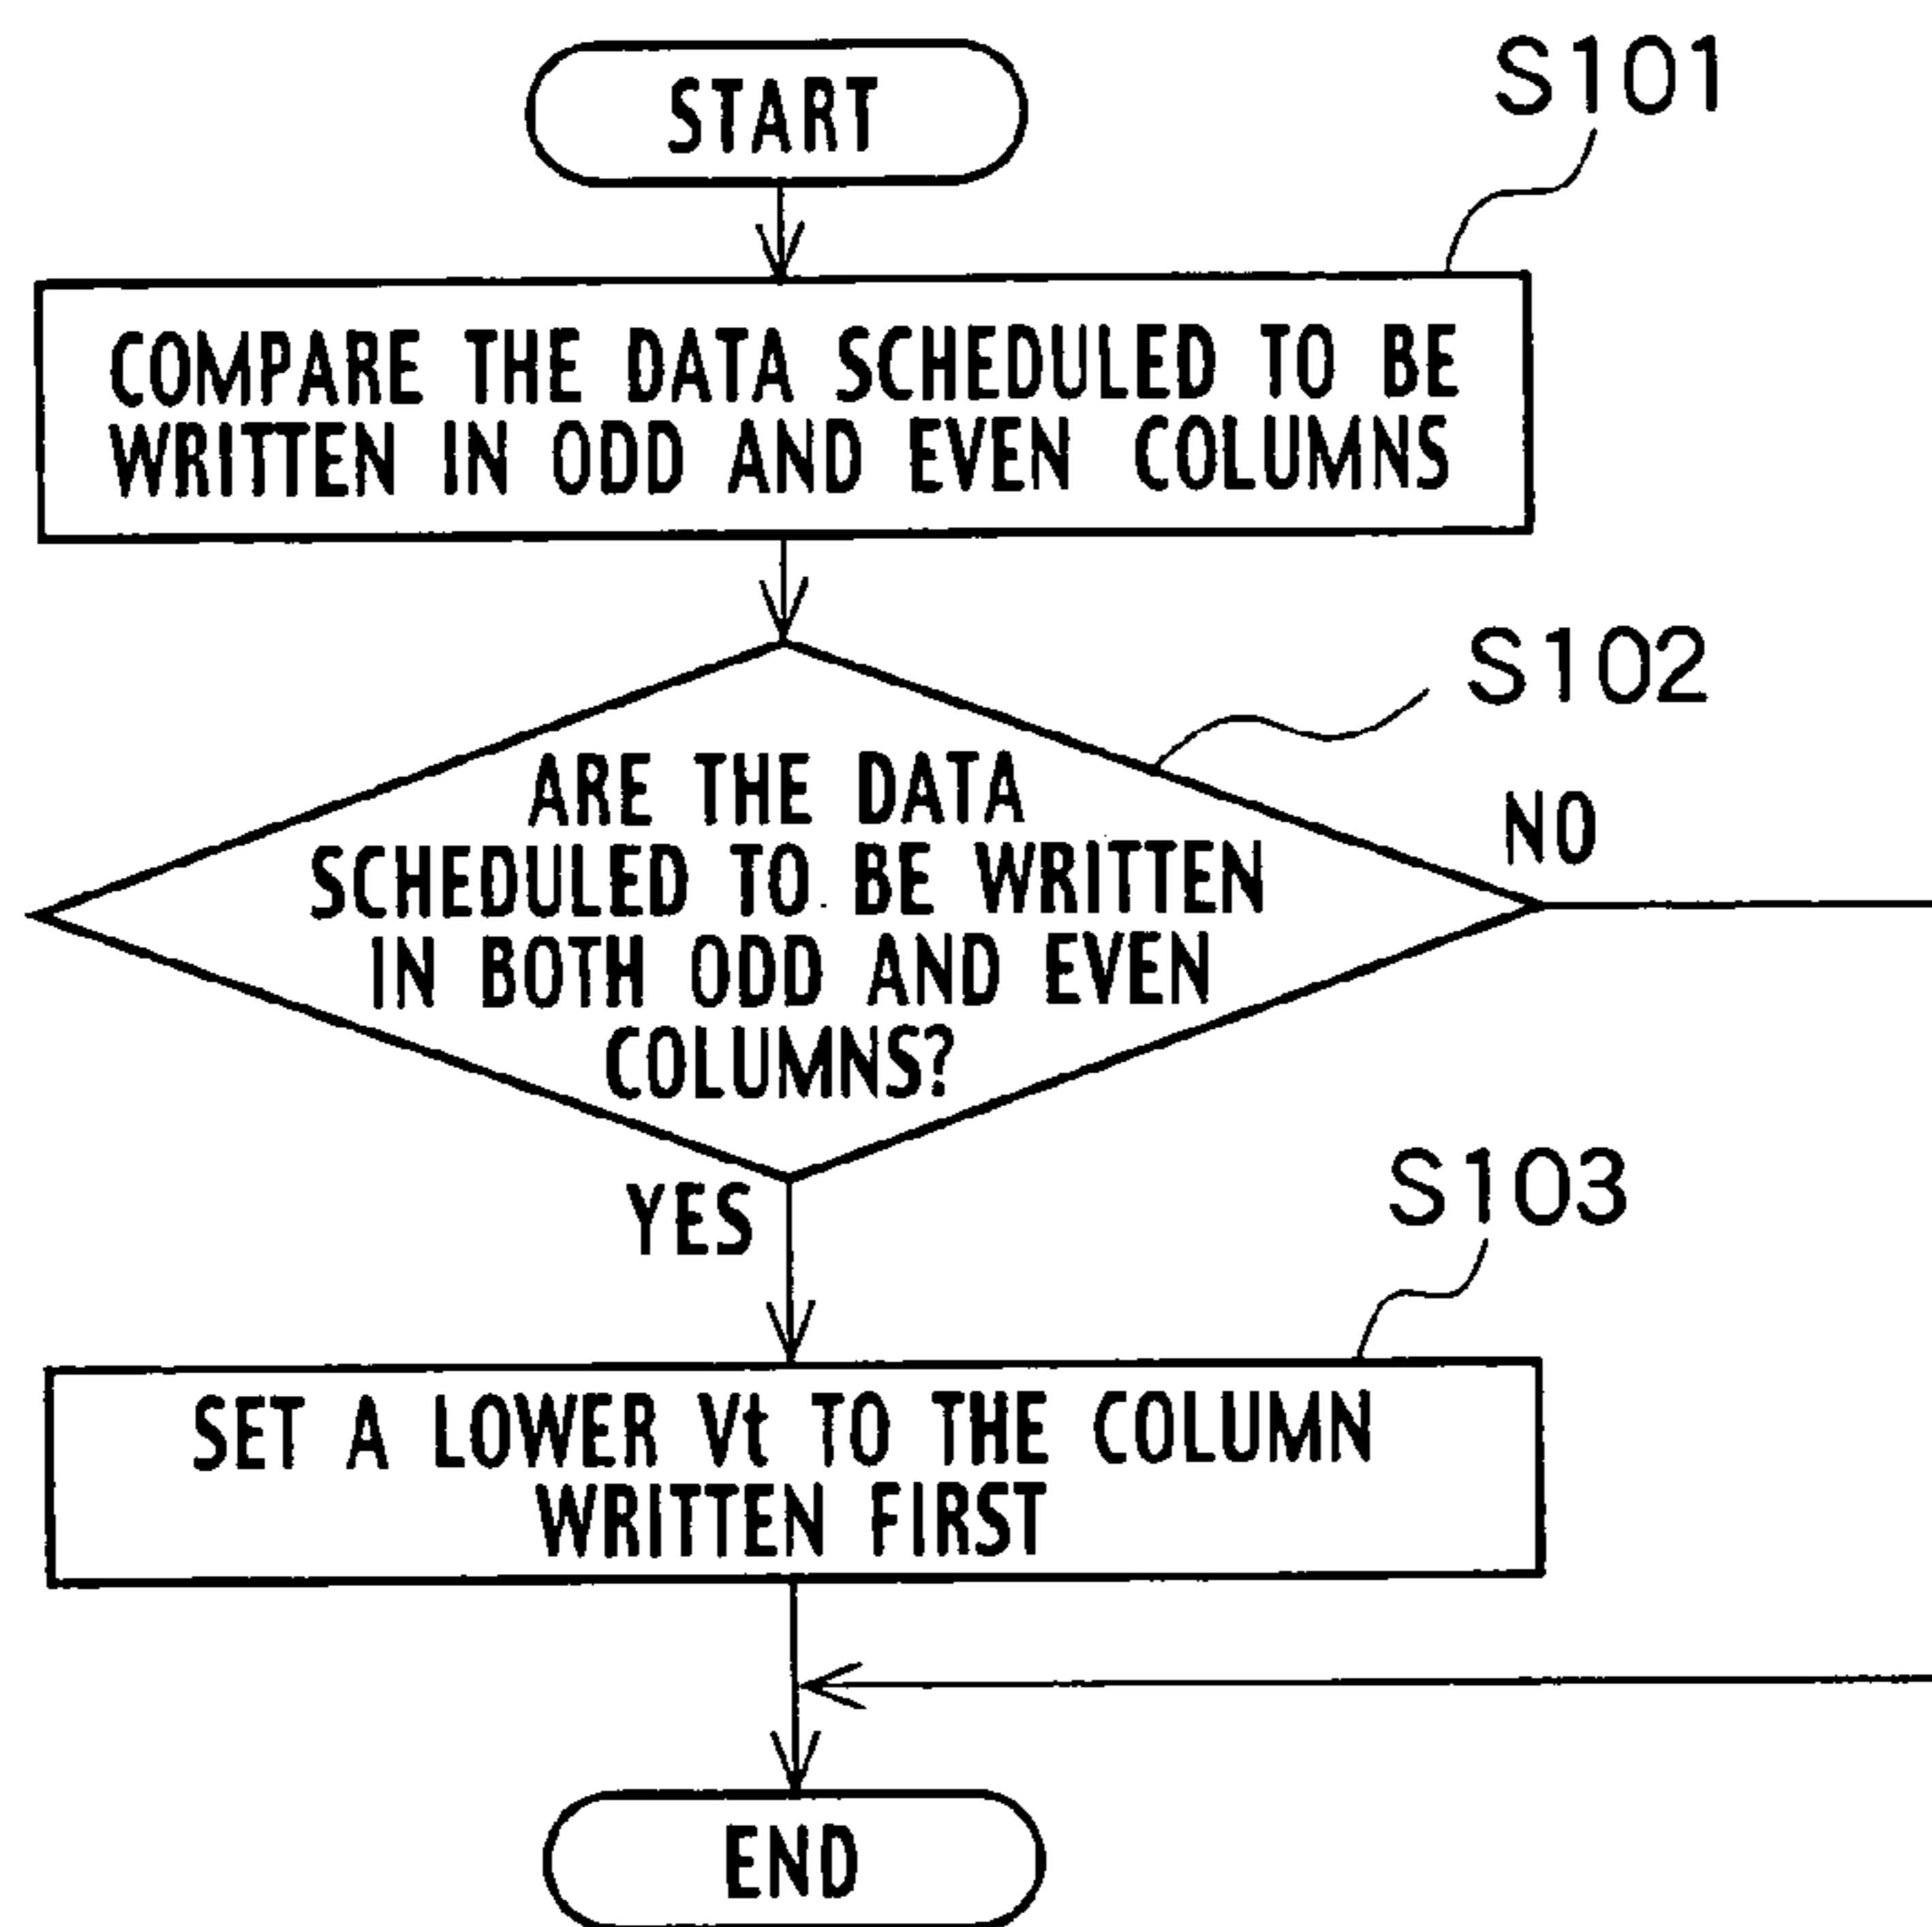 START
S101
COMPARE THE DATA SCHEDULED TO BE
WRITTEN IN ODD AND EVEN COLUMNS
S102
ARE THE DATA
SCHEDULED TO BE WRITTEN
IN BOTH ODD AND EVEN
COLUMNS?
NO
YES
S103
SET A LOWER Vt TO THE COLUMN
WRITTEN FIRST
END